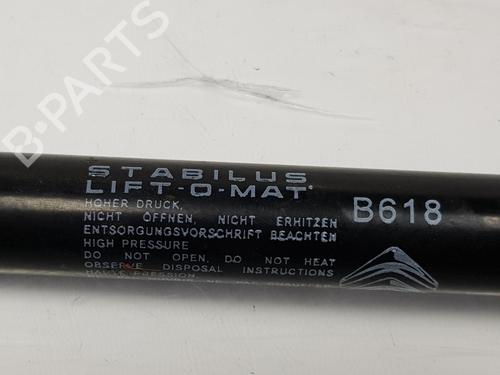 B-PARTS
STABILUS
LIFT-O-MAT
B618
HOHER DRUCK,
NICHT ÖFFNEN, NICHT ERHITZEN
ENTSORGUNGSVORSCHRIFT BEACHTEN
HIGH PRESSURE
DO NOT OPEN, DO NOT HEAT
OBSERVE DISPOSAL INSTRUCTIONS